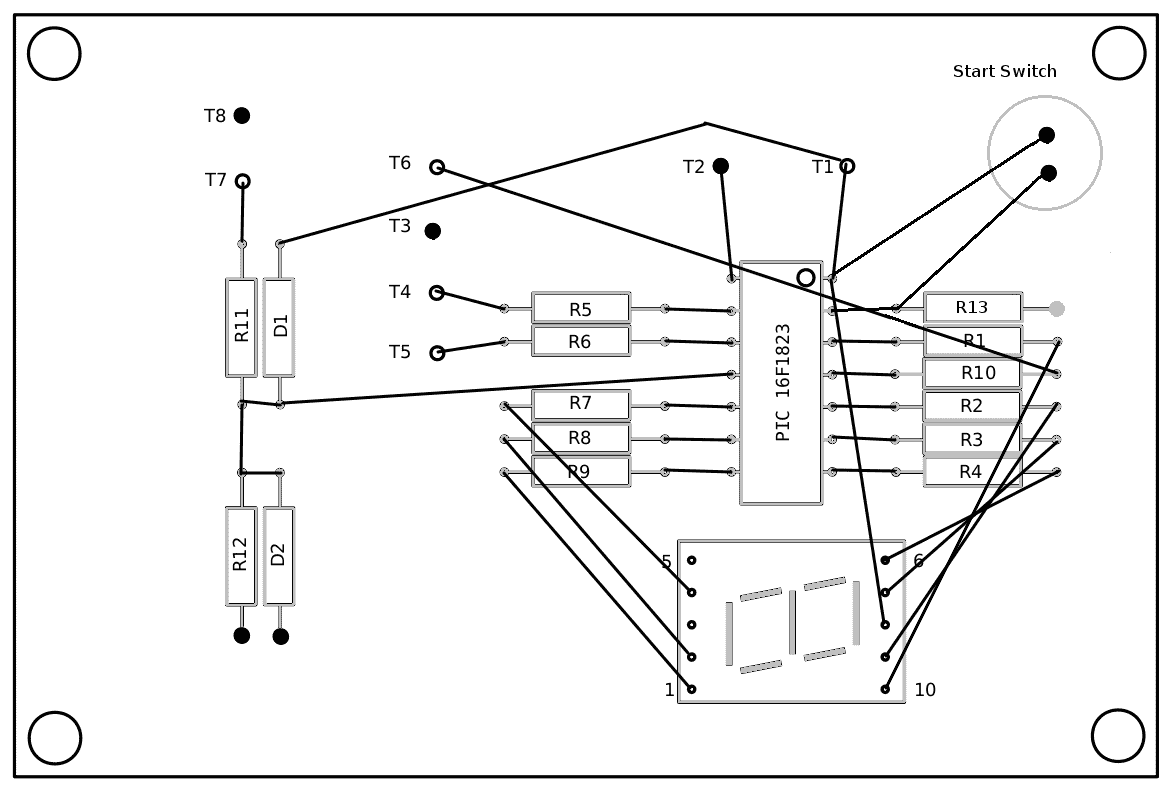 Start Switch
T8
T6
T2
T1
T7
T3
T4
R11
D1
R5
R13
T5
R6
R1
PIC 16F1823
R10
R7
R2
R8
R3
R9
R4
R12
D2
5
6
1
10